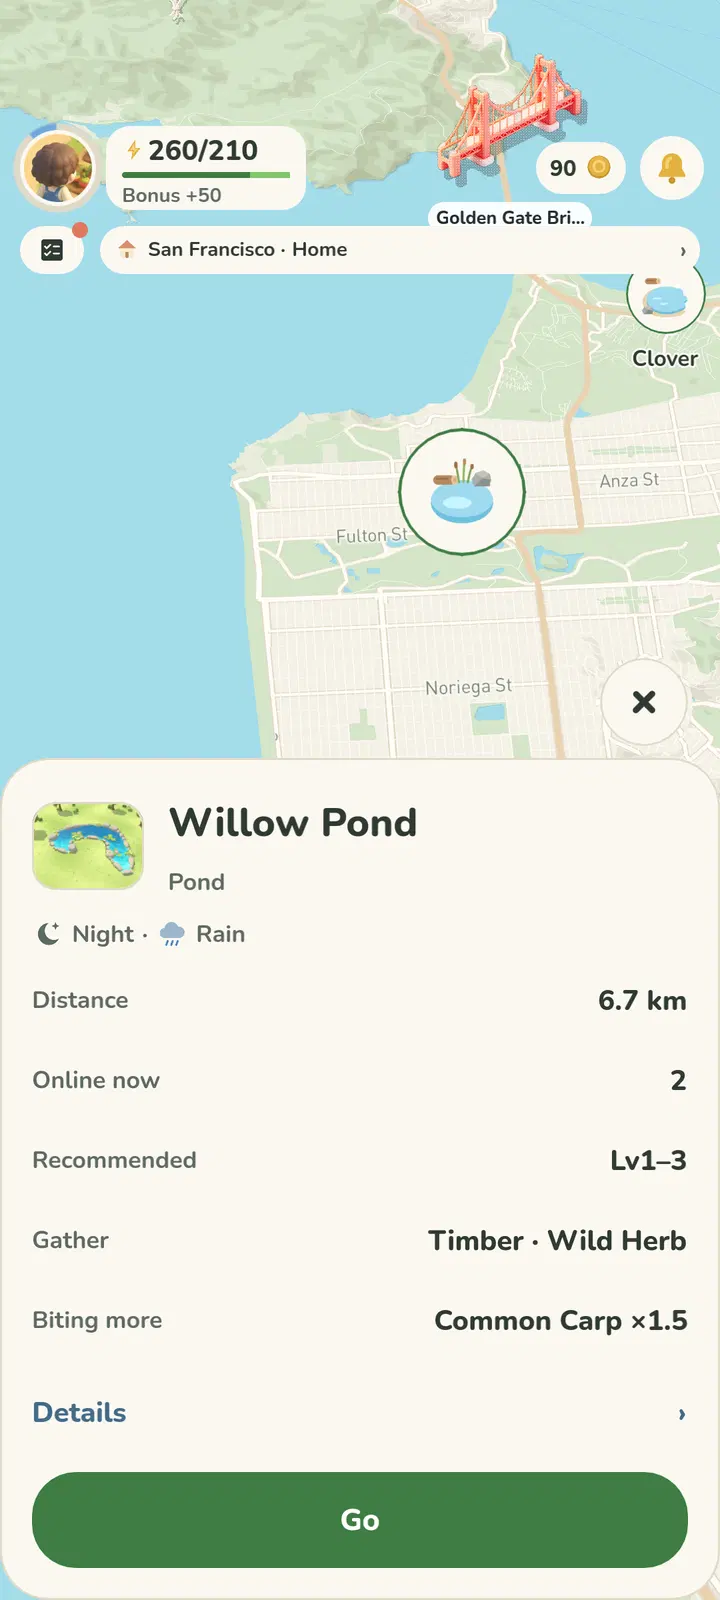 260/210
Bonus +50
90
Golden Gate Bri...
San Francisco · Home
›
Clover
Anza St
Fulton St
Noriega St
Willow Pond
Pond
Night · Rain
Distance 6.7 km
Online now 2
Recommended Lv1–3
Gather Timber · Wild Herb
Biting more Common Carp ×1.5
Details ›
Go